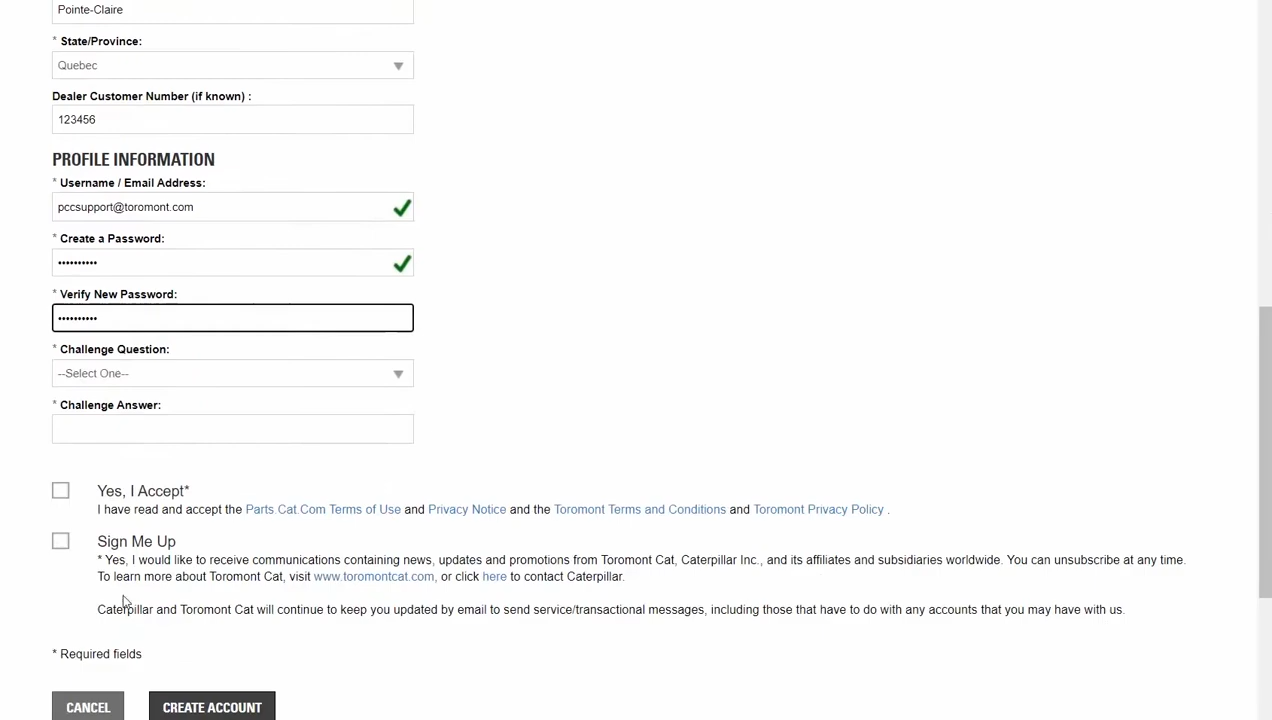 Pointe-Claire
* State/Province:
Quebec
Dealer Customer Number (if known) :
123456
PROFILE INFORMATION
* Username / Email Address:
pccsupport@toromont.com
* Create a Password:
••••••••••
* Verify New Password:
••••••••••
* Challenge Question:
--Select One--
* Challenge Answer:
Yes, I Accept*
I have read and accept the Parts.Cat.Com Terms of Use and Privacy Notice and the Toromont Terms and Conditions and Toromont Privacy Policy .
Sign Me Up
* Yes, I would like to receive communications containing news, updates and promotions from Toromont Cat, Caterpillar Inc., and its affiliates and subsidiaries worldwide. You can unsubscribe at any time.
To learn more about Toromont Cat, visit www.toromontcat.com, or click here to contact Caterpillar.
Caterpillar and Toromont Cat will continue to keep you updated by email to send service/transactional messages, including those that have to do with any accounts that you may have with us.
* Required fields
CANCEL CREATE ACCOUNT